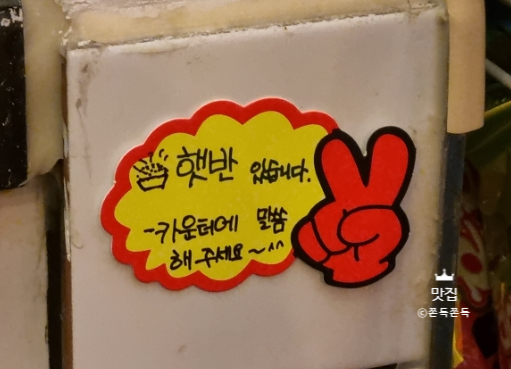 햇반 있습니다.
-카운터에 말씀
해 주세요~^^
맛집
©쫀득쫀득